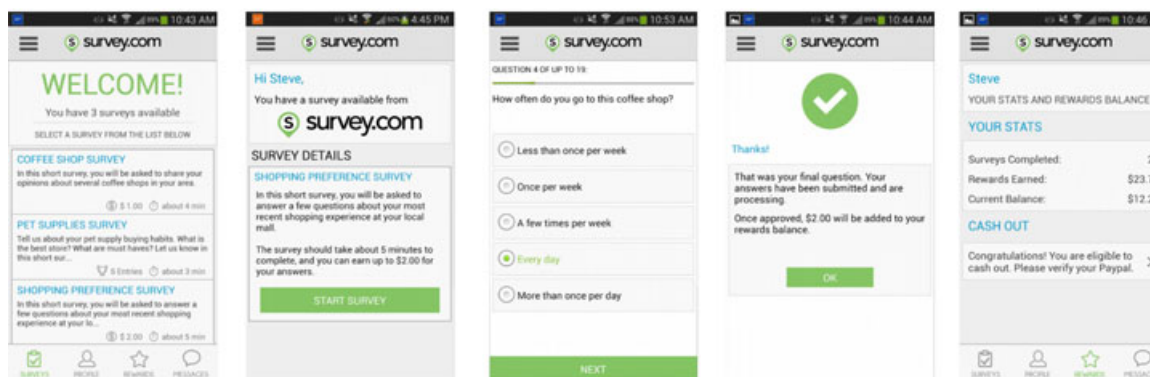 10:43 AM
survey.com
WELCOME!
You have 3 surveys available
SELECT A SURVEY FROM THE LIST BELOW
COFFEE SHOP SURVEY
In this short survey, you will be asked to share your
opinions about several coffee shops in your area.
$ 1.00 about 4 min
PET SUPPLIES SURVEY
Tell us about your pet supply buying habits. What is
the best store? What are must haves? Let us know in
this short sur...
6 Entries about 3 min
SHOPPING PREFERENCE SURVEY
In this short survey, you will be asked to answer a
few questions about your most recent shopping
experience at your lo...
$ 2.00 about 5 min
SURVEYS PROFILE REWARDS MESSAGES
4:45 PM
survey.com
Hi Steve,
You have a survey available from
survey.com
SURVEY DETAILS
SHOPPING PREFERENCE SURVEY
In this short survey, you will be asked to
answer a few questions about your most
recent shopping experience at your local
mall.
The survey should take about 5 minutes to
complete, and you can earn up to $2.00 for
your answers.
START SURVEY
10:53 AM
survey.com
QUESTION 4 OF UP TO 19:
How often do you go to this coffee shop?
Less than once per week
Once per week
A few times per week
Every day
More than once per day
NEXT
10:44 AM
survey.com
Thanks!
That was your final question. Your
answers have been submitted and are
processing.
Once approved, $2.00 will be added to your
rewards balance.
OK
10:46
survey.com
Steve
YOUR STATS AND REWARDS BALANCE
YOUR STATS
Surveys Completed:
Rewards Earned: $23.
Current Balance: $12.
CASH OUT
Congratulations! You are eligible to
cash out. Please verify your Paypal.
SURVEYS PROFILE REWARDS